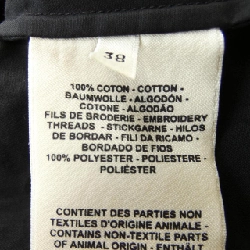 38
100% COTON - COTTON -
BAUMWOLLE - ALGODÓN -
COTONE - ALGODÃO
FILS DE BRODERIE - EMBROIDERY
THREADS - STICKGARNE - HILOS
DE BORDAR - FILI DA RICAMO -
BORDADO DE FIOS
100% POLYESTER - POLIESTERE -
POLIÉSTER
CONTIENT DES PARTIES NON
TEXTILES D'ORIGINE ANIMALE -
CONTAINS NON-TEXTILE PARTS
OF ANIMAL ORIGIN - ENTHÄLT